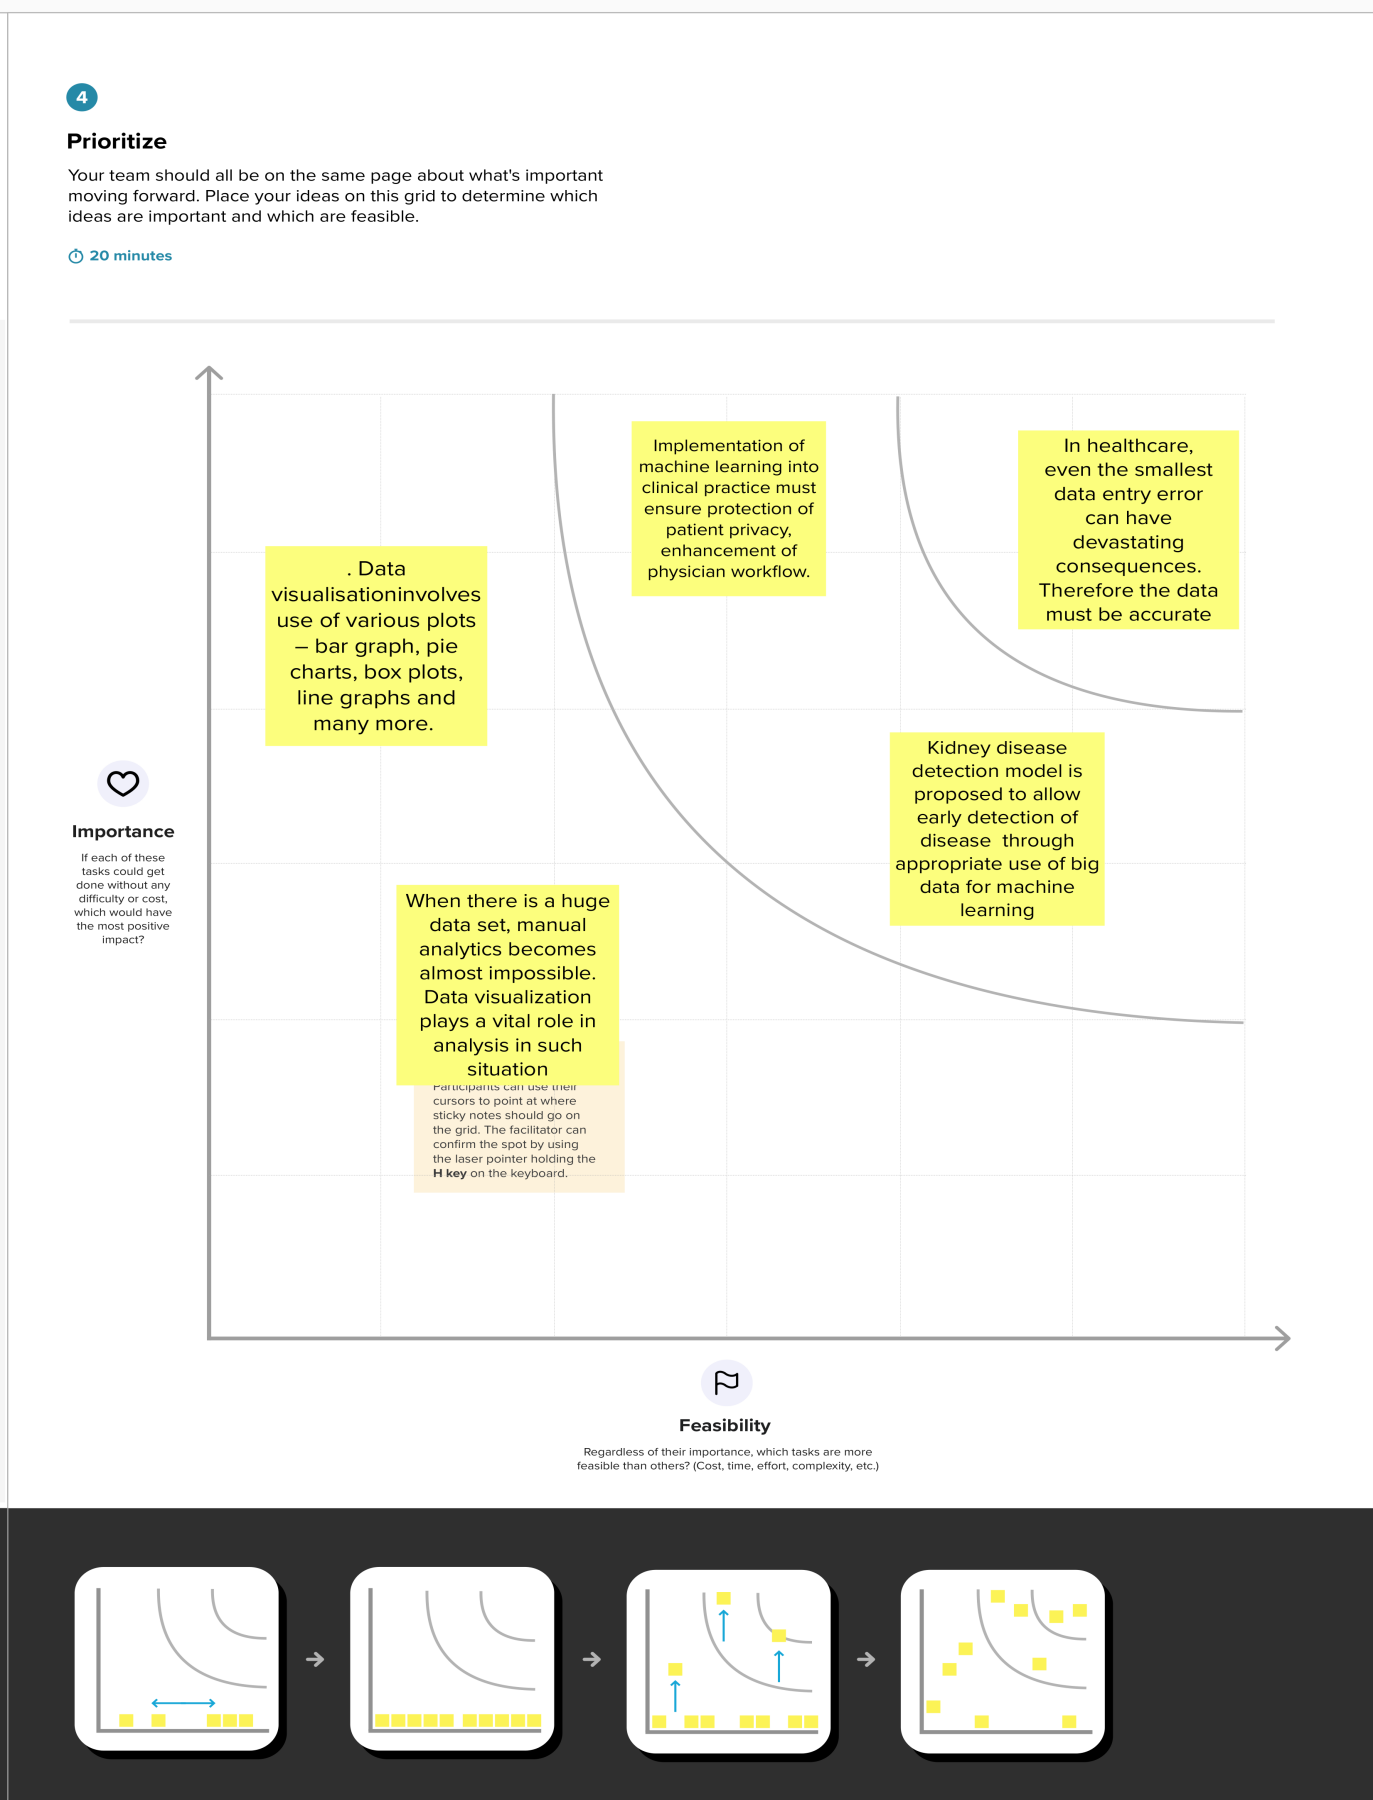 4
Prioritize
Your team should all be on the same page about what's important
moving forward. Place your ideas on this grid to determine which
ideas are important and which are feasible.
20 minutes
Implementation of
machine learning into
clinical practice must
ensure protection of
patient privacy,
enhancement of
physician workflow.
In healthcare,
even the smallest
data entry error
can have
devastating
consequences.
Therefore the data
must be accurate
. Data
visualisationinvolves
use of various plots
– bar graph, pie
charts, box plots,
line graphs and
many more.
Kidney disease
detection model is
proposed to allow
early detection of
disease  through
appropriate use of big
data for machine
learning
Importance
If each of these
tasks could get
done without any
difficulty or cost,
which would have
the most positive
impact?
When there is a huge
data set, manual
analytics becomes
almost impossible.
Data visualization
plays a vital role in
analysis in such
situation
Participants can use their
cursors to point at where
sticky notes should go on
the grid. The facilitator can
confirm the spot by using
the laser pointer holding the
H key on the keyboard.
Feasibility
Regardless of their importance, which tasks are more
feasible than others? (Cost, time, effort, complexity, etc.)